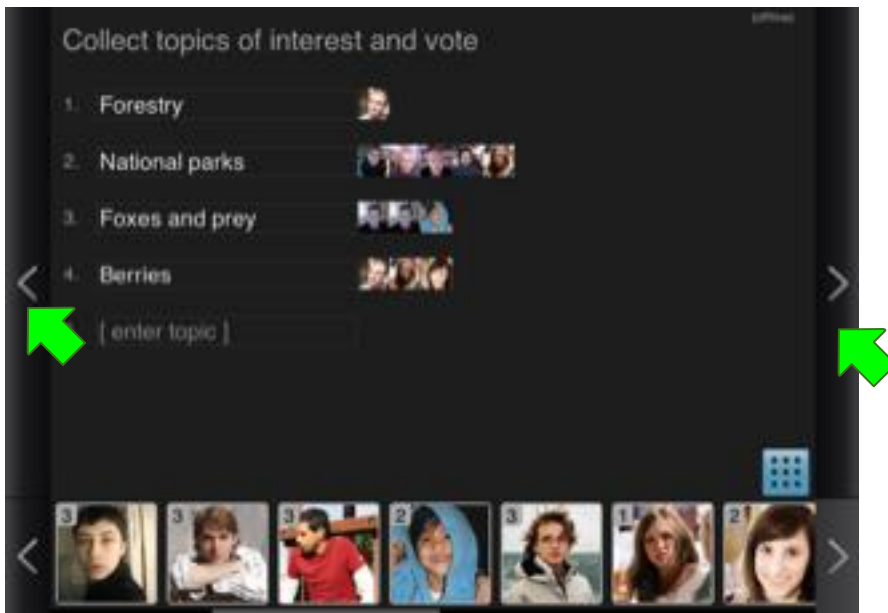 (offline)
Collect topics of interest and vote
1. Forestry
2. National parks
3. Foxes and prey
4. Berries
[ enter topic ]
3 3 3 2 3 1 2